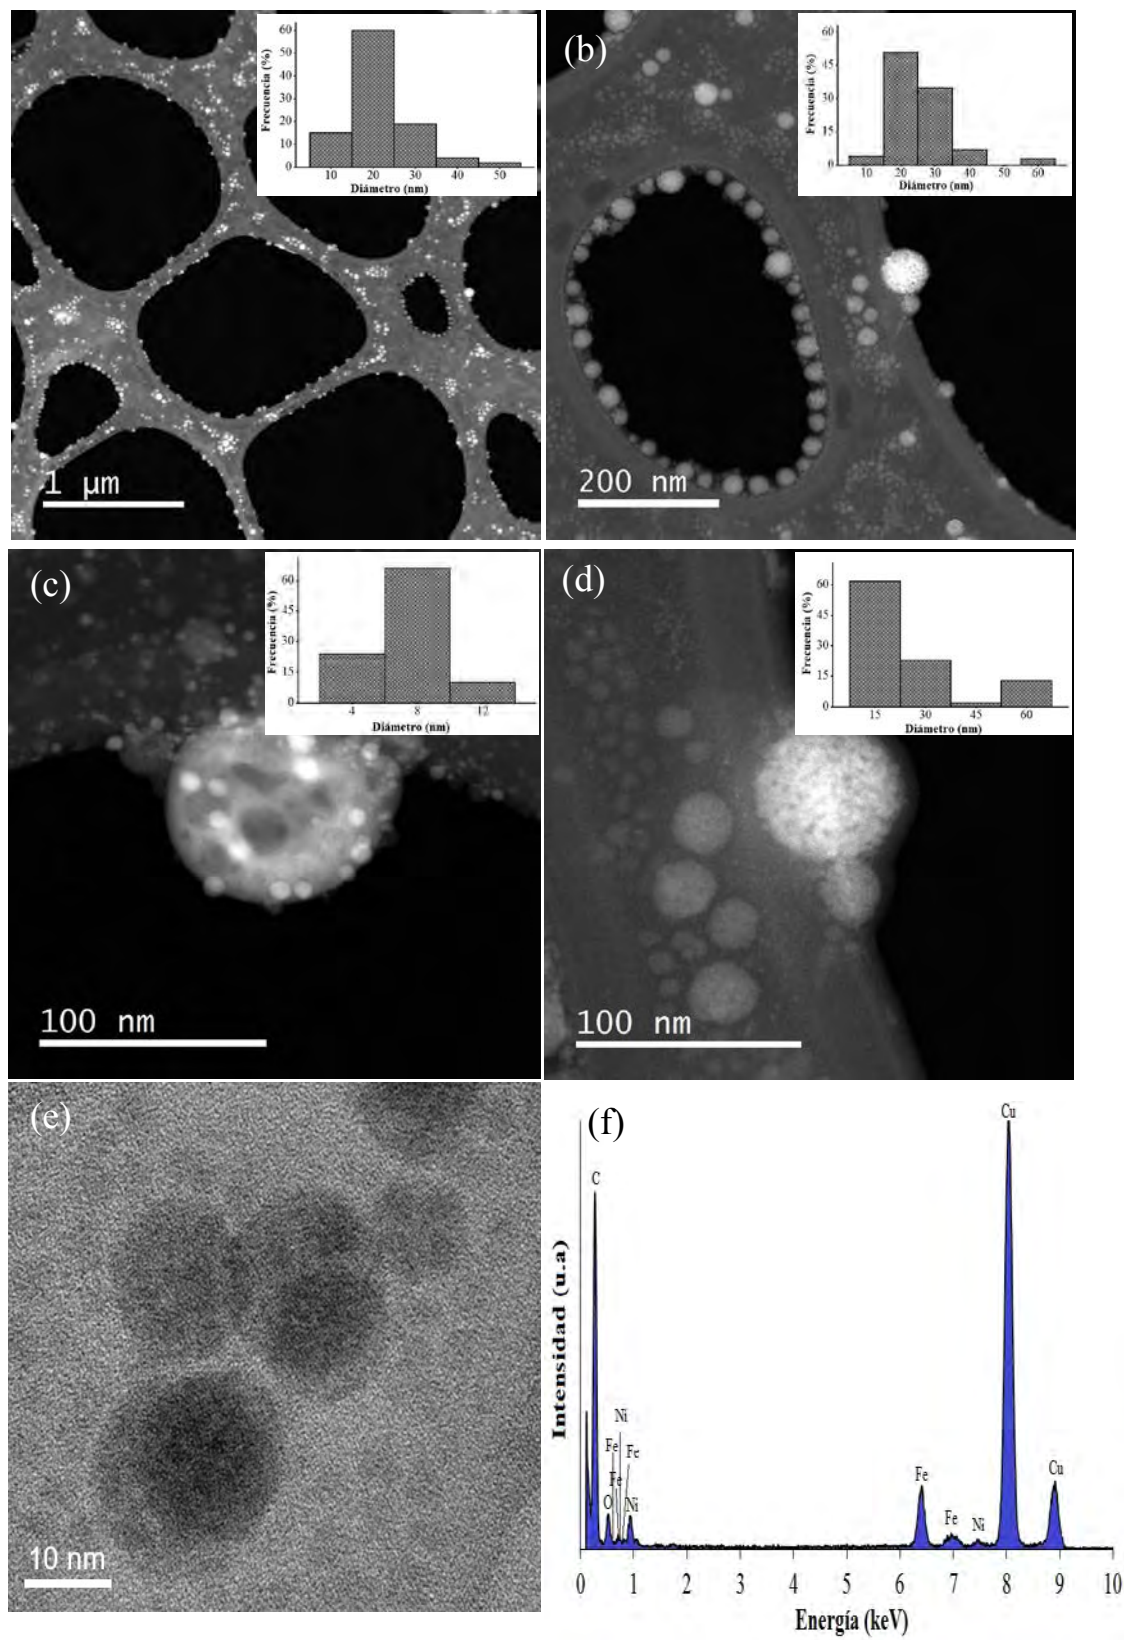 60
50
40
30
20
10
0
Frecuencia (%)
10 20 30 40 50
Diámetro (nm)
1 µm
(b)
60
45
30
15
0
Frecuencia (%)
10 20 30 40 50 60
Diámetro (nm)
200 nm
(c)
60
45
30
15
0
Frecuencia (%)
4 8 12
Diámetro (nm)
100 nm
(d)
60
45
30
15
0
Frecuencia (%)
15 30 45 60
Diámetro (nm)
100 nm
(e)
10 nm
(f)
Cu
C
Ni
Fe
Fe
Fe
O
Ni
Fe
Fe
Ni
Cu
Intensidad (u.a)
0 1 2 3 4 5 6 7 8 9 10
Energía (keV)